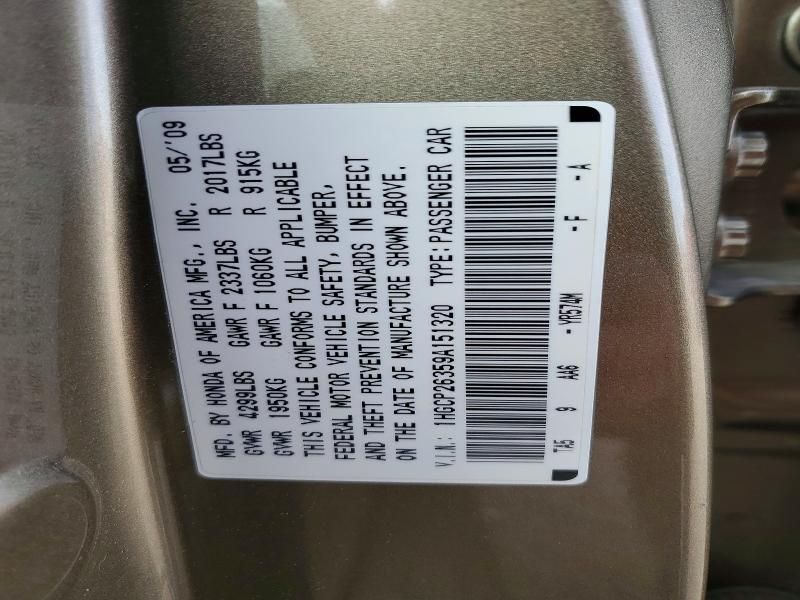 MFD. BY HONDA OF AMERICA MFG., INC. 05/'09
GVWR 4299LBS GAWR F 2337LBS R 2017LBS
GVWR 1950KG GAWR F 1060KG R 915KG
THIS VEHICLE CONFORMS TO ALL APPLICABLE
FEDERAL MOTOR VEHICLE SAFETY, BUMPER,
AND THEFT PREVENTION STANDARDS IN EFFECT
ON THE DATE OF MANUFACTURE SHOWN ABOVE.
V.I.N.: 1HGCP26359A151320 TYPE:PASSENGER CAR
TA5 9 AA6 - YR574M - F - A